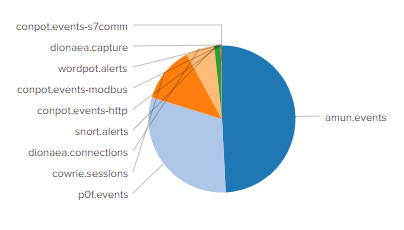 conpot.events-s7comm
dionaea.capture
wordpot.alerts
conpot.events-modbus
conpot.events-http
snort.alerts
dionaea.connections
cowrie.sessions
p0f.events
amun.events